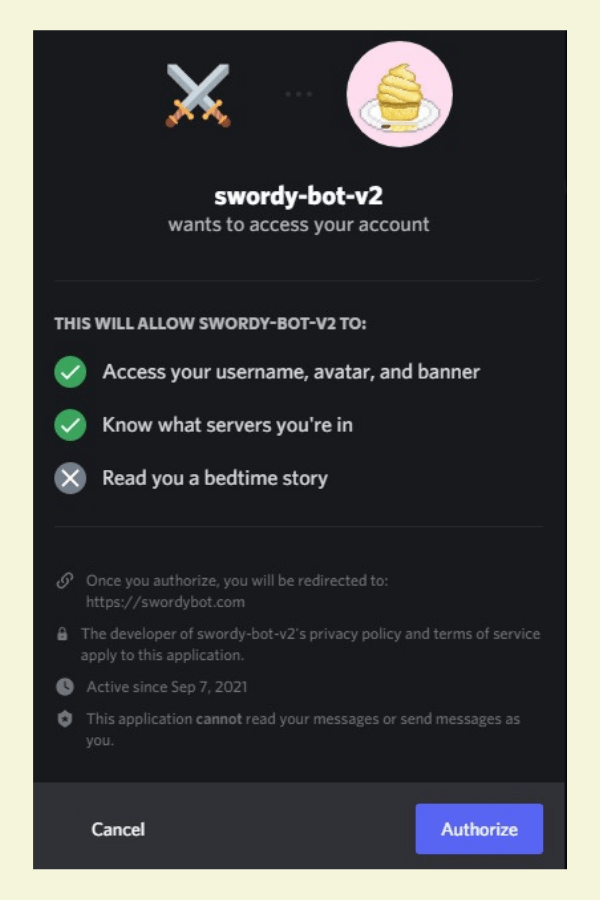 swordy-bot-v2
wants to access your account
THIS WILL ALLOW SWORDY-BOT-V2 TO:
Access your username, avatar, and banner
Know what servers you're in
Read you a bedtime story
Once you authorize, you will be redirected to:
https://swordybot.com
The developer of swordy-bot-v2's privacy policy and terms of service
apply to this application.
Active since Sep 7, 2021
This application cannot read your messages or send messages as
you.
Cancel
Authorize